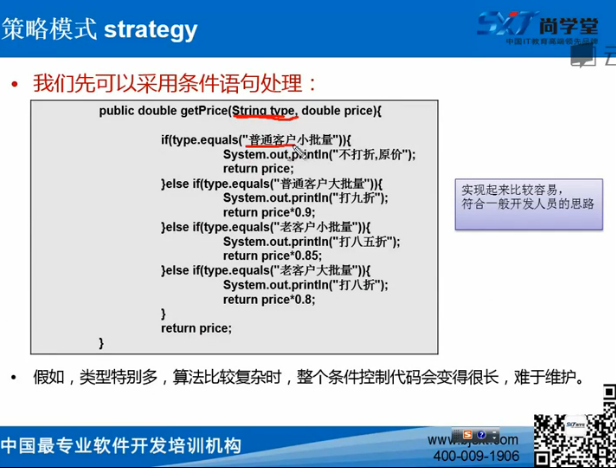 策略模式 strategy
SXT 尚学堂
中国IT教育高端领先品牌
云
• 我们先可以采用条件语句处理：
public double getPrice(String type, double price){
if(type.equals("普通客户小批量")){
System.out.println("不打折,原价");
return price;
}else if(type.equals("普通客户大批量")){
System.out.println("打九折");
return price*0.9;
}else if(type.equals("老客户小批量")){
System.out.println("打八五折");
return price*0.85;
}else if(type.equals("老客户大批量")){
System.out.println("打八折");
return price*0.8;
}
return price;
}
实现起来比较容易，
符合一般开发人员的思路
• 假如，类型特别多，算法比较复杂时，整个条件控制代码会变得很长，难于维护。
中国最专业软件开发培训机构
400-009-1906